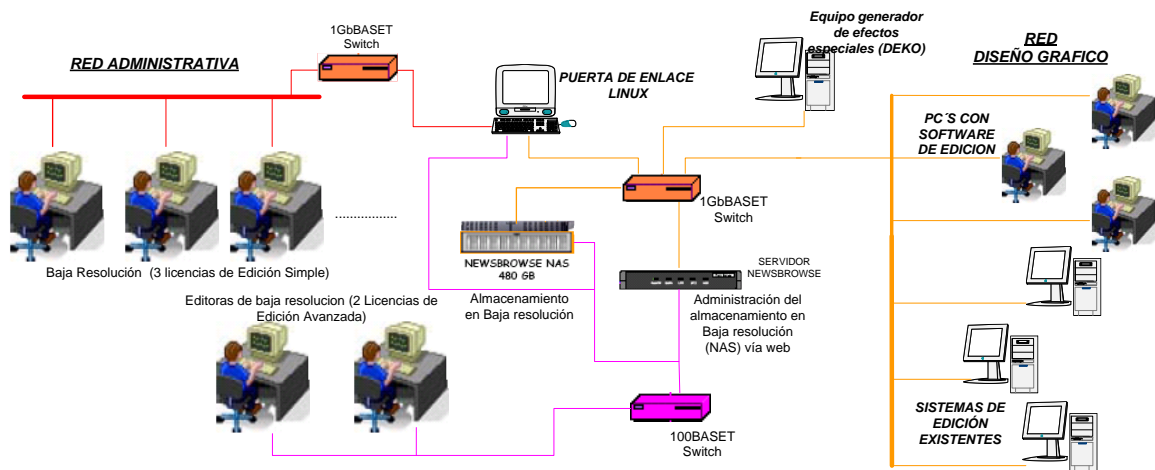 1GbBASET
Switch
RED ADMINISTRATIVA
PUERTA DE ENLACE
LINUX
Equipo generador
de efectos
especiales (DEKO)
RED
DISEÑO GRAFICO
PC´S CON
SOFTWARE
DE EDICION
1GbBASET
Switch
..................
Baja Resolución (3 licencias de Edición Simple)
NEWSBROWSE NAS
480 GB
Almacenamiento
en Baja resolución
SERVIDOR
NEWSBROWSE
Administración del
almacenamiento en
Baja resolución
(NAS) vía web
Editoras de baja resolucion (2 Licencias de
Edición Avanzada)
SISTEMAS DE
EDICIÓN
EXISTENTES
100BASET
Switch